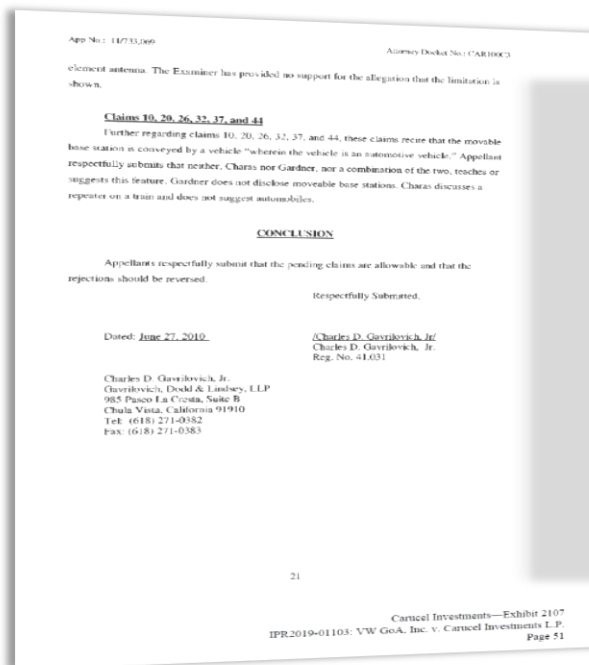 App No.: 11/733,069
Attorney Docket No.: CAR100C3
element antenna. The Examiner has provided no support for the allegation that the limitation is
shown.
Claims 10, 20, 26, 32, 37, and 44
Further regarding claims 10, 20, 26, 32, 37, and 44, these claims recite that the movable
base station is conveyed by a vehicle “wherein the vehicle is an automotive vehicle.” Appellant
respectfully submits that neither, Charas nor Gardner, nor a combination of the two, teaches or
suggests this feature. Gardner does not disclose moveable base stations. Charas discusses a
repeater on a train and does not suggest automobiles.
CONCLUSION
Appellants respectfully submit that the pending claims are allowable and that the
rejections should be reversed.
Respectfully Submitted,
Dated: June 27, 2010
/Charles D. Gavrilovich, Jr/
Charles D. Gavrilovich, Jr.
Reg. No. 41,031
Charles D. Gavrilovich, Jr.
Gavrilovich, Dodd & Lindsey, LLP
985 Paseo La Cresta, Suite B
Chula Vista, California 91910
Tel: (618) 271-0382
Fax: (618) 271-0383
21
Carucel Investments—Exhibit 2107
IPR2019-01103: VW GoA, Inc. v. Carucel Investments L.P.
Page 51